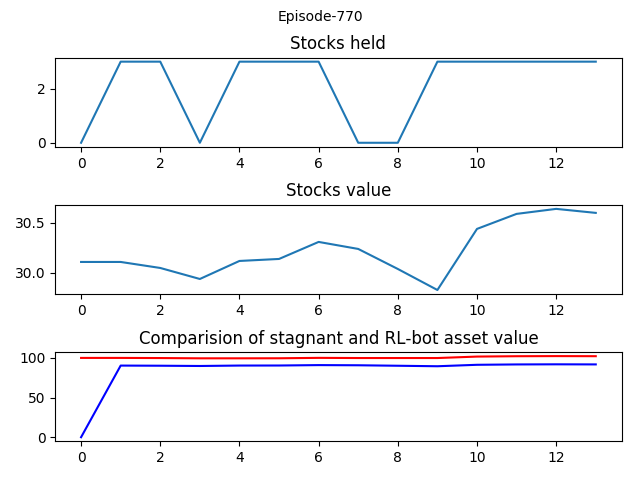 Episode-770
Stocks held
2
0
0 2 4 6 8 10 12
Stocks value
30.5
30.0
0 2 4 6 8 10 12
Comparision of stagnant and RL-bot asset value
100
50
0
0 2 4 6 8 10 12